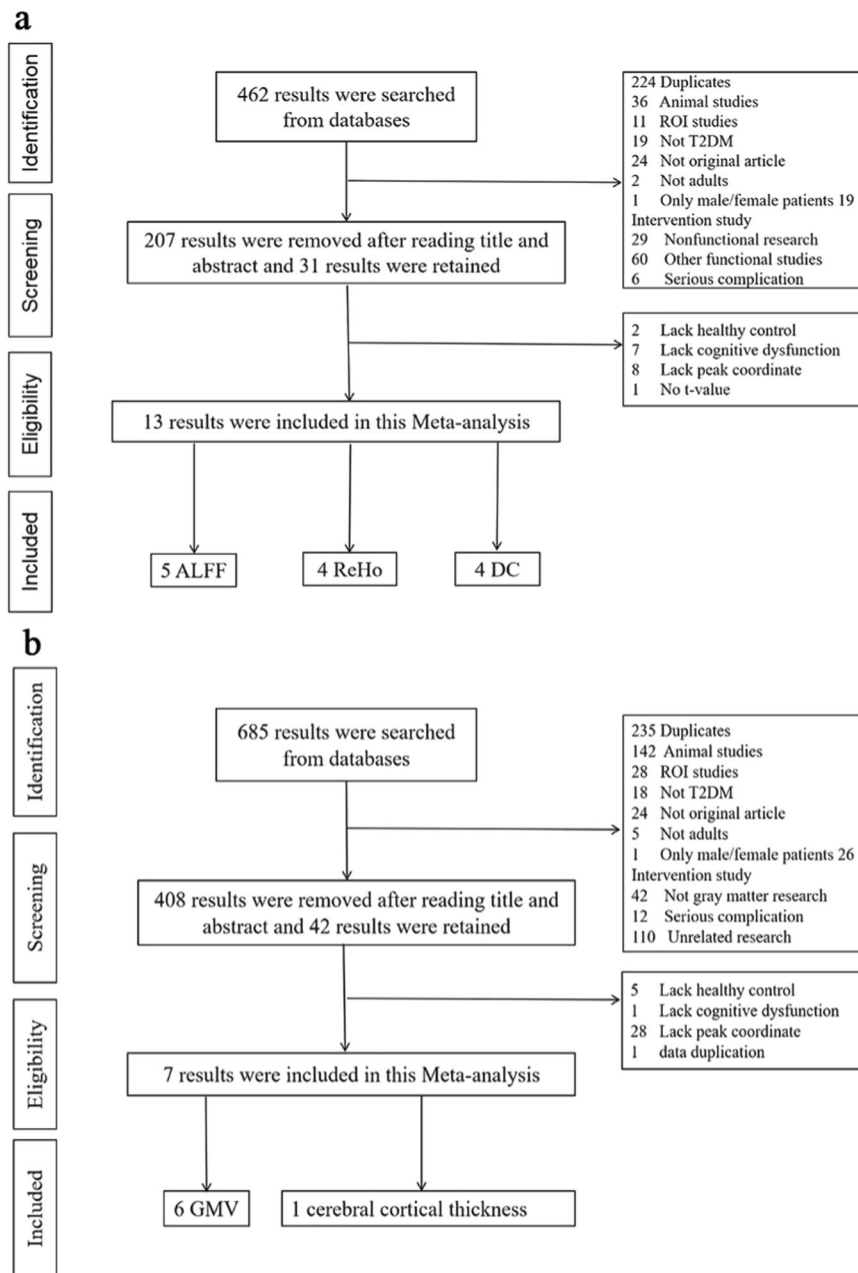 a
Identification
462 results were searched
from databases
224 Duplicates
36 Animal studies
11 ROI studies
19 Not T2DM
24 Not original article
2 Not adults
1 Only male/female patients 19
Intervention study
29 Nonfunctional research
60 Other functional studies
6 Serious complication
Screening
207 results were removed after reading title and
abstract and 31 results were retained
2 Lack healthy control
7 Lack cognitive dysfunction
8 Lack peak coordinate
1 No t-value
Eligibility
13 results were included in this Meta-analysis
Included
5 ALFF
4 ReHo
4 DC
b
Identification
685 results were searched
from databases
235 Duplicates
142 Animal studies
28 ROI studies
18 Not T2DM
24 Not original article
5 Not adults
1 Only male/female patients 26
Intervention study
42 Not gray matter research
12 Serious complication
110 Unrelated research
Screening
408 results were removed after reading title and
abstract and 42 results were retained
5 Lack healthy control
1 Lack cognitive dysfunction
28 Lack peak coordinate
1 data duplication
Eligibility
7 results were included in this Meta-analysis
Included
6 GMV
1 cerebral cortical thickness